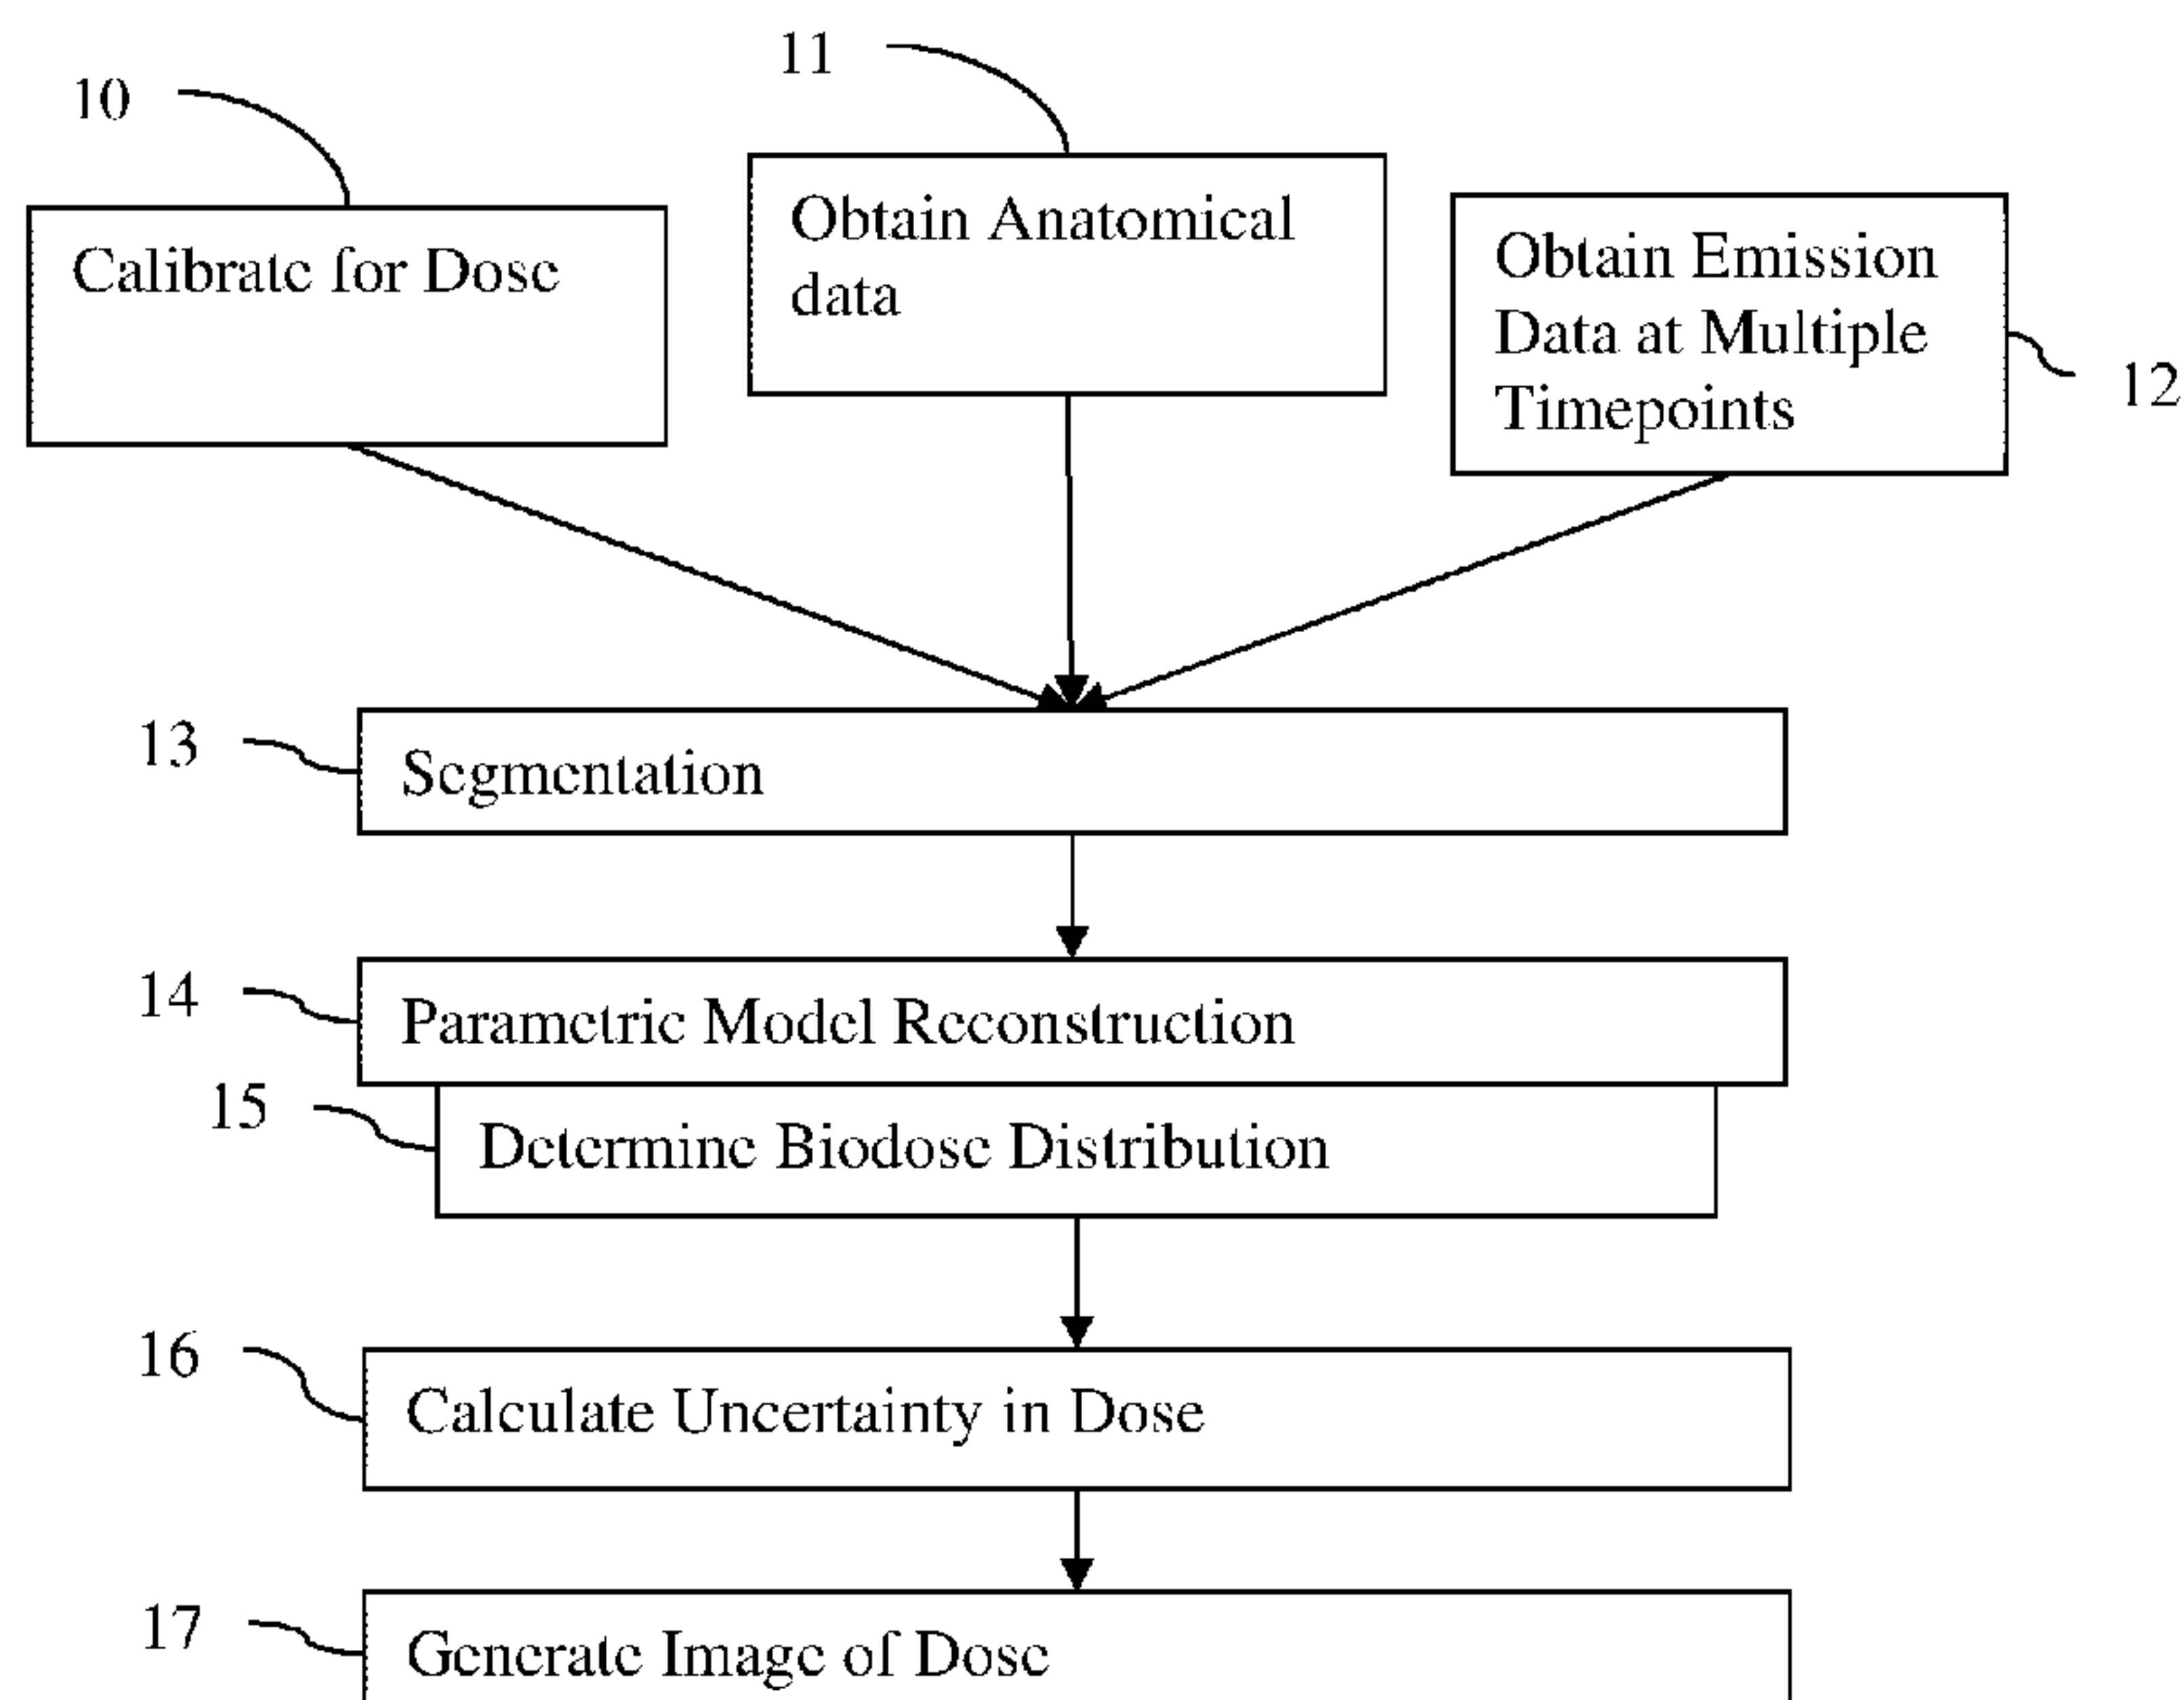 10
Calibrate for Dose
11
Obtain Anatomical
data
Obtain Emission
Data at Multiple
Timepoints
12
13
Segmentation
14
Parametric Model Reconstruction
15
Determine Biodose Distribution
16
Calculate Uncertainty in Dose
17
Generate Image of Dose